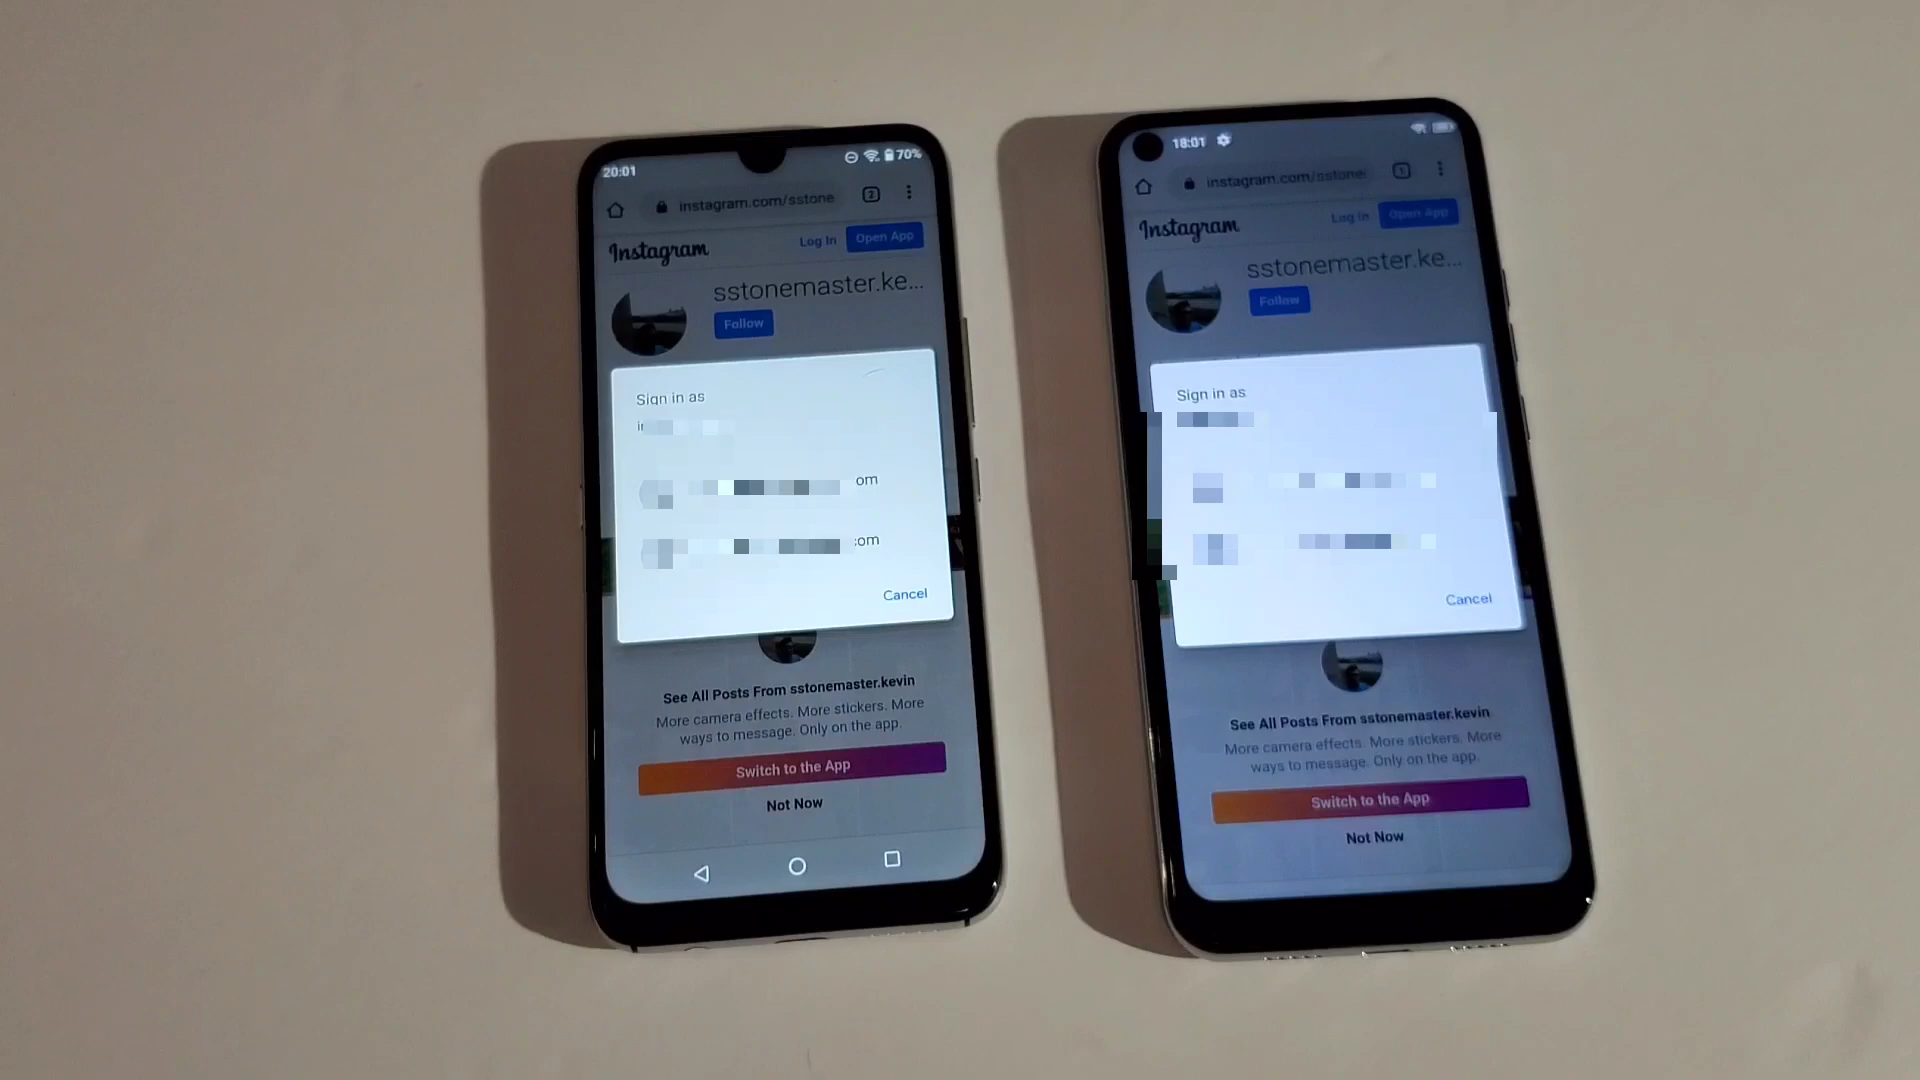 20:01
70%
instagram.com/sstone
2
Instagram
Log In
Open App
sstonemaster.ke...
Follow
Sign in as
om
com
Cancel
See All Posts From sstonemaster.kevin
More camera effects. More stickers. More
ways to message. Only on the app.
Switch to the App
Not Now
18:01
instagram.com/sstone
1
Instagram
Log In
Open App
sstonemaster.ke...
Follow
Sign in as
Cancel
See All Posts From sstonemaster.kevin
More camera effects. More stickers. More
ways to message. Only on the app.
Switch to the App
Not Now